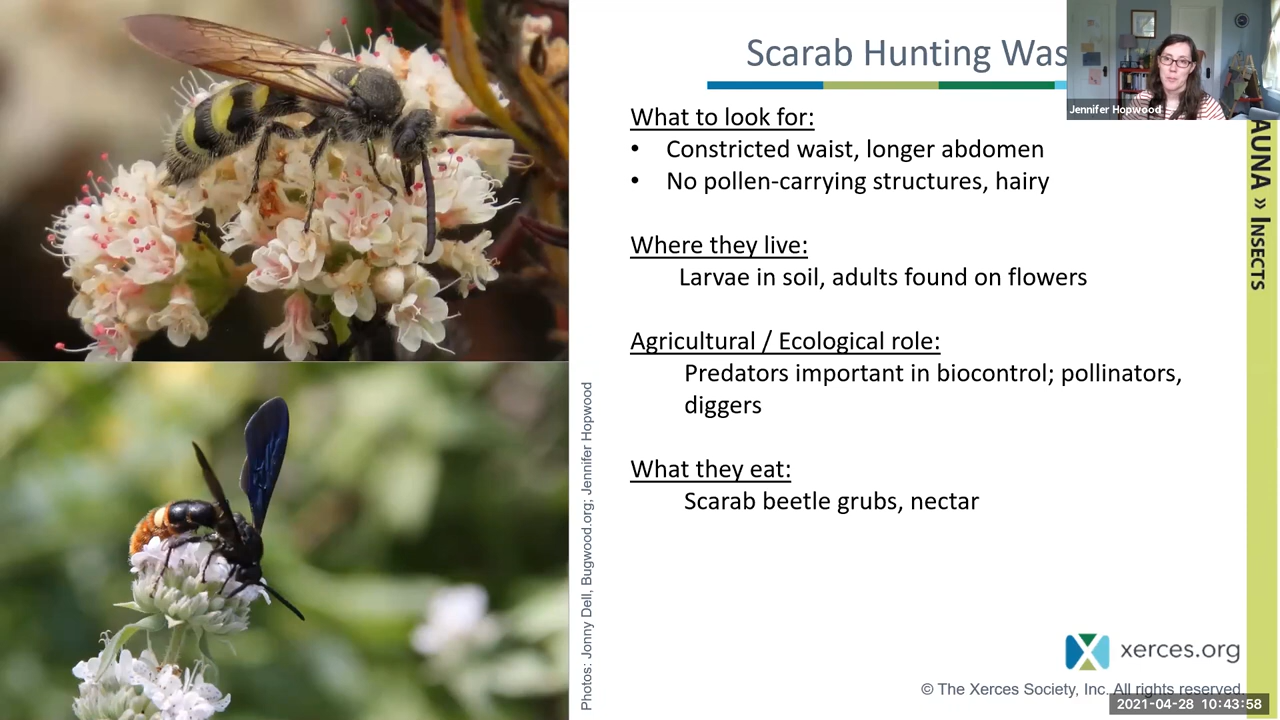 Scarab Hunting Was
Jennifer Hopwood
What to look for:
• Constricted waist, longer abdomen
• No pollen-carrying structures, hairy
Where they live:
Larvae in soil, adults found on flowers
Agricultural / Ecological role:
Predators important in biocontrol; pollinators,
diggers
What they eat:
Scarab beetle grubs, nectar
Photos: Jonny Dell, Bugwood.org; Jennifer Hopwood
AUNA » INSECTS
xerces.org
© The Xerces Society, Inc. All rights reserved.
2021-04-28 10:43:58